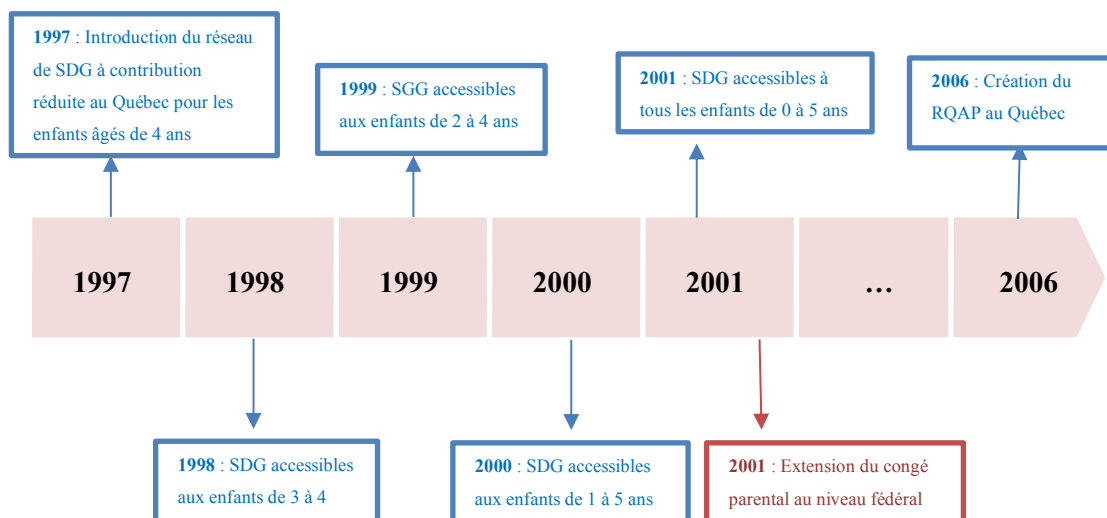 1997 : Introduction du réseau
de SDG à contribution
réduite au Québec pour les
enfants âgés de 4 ans
1999 : SGG accessibles
aux enfants de 2 à 4 ans
2001 : SDG accessibles à
tous les enfants de 0 à 5 ans
2006 : Création du
RQAP au Québec
1997
1998
1999
2000
2001
...
2006
1998 : SDG accessibles
aux enfants de 3 à 4
2000 : SDG accessibles
aux enfants de 1 à 5 ans
2001 : Extension du congé
parental au niveau fédéral